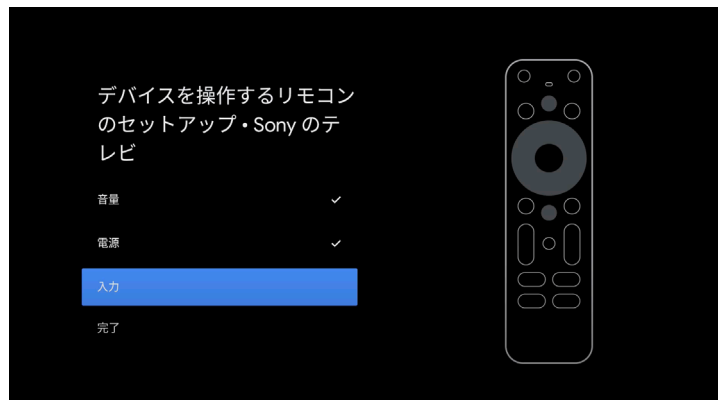 デバイスを操作するリモコン
のセットアップ • Sony のテ
レビ
音量
電源
入力
完了